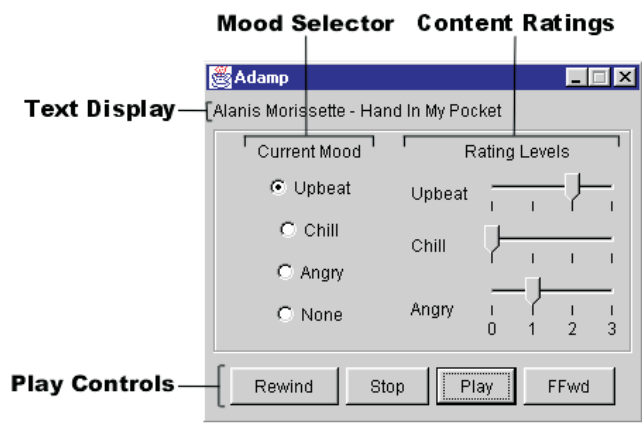 Mood Selector Content Ratings
Adamp
Text Display
Alanis Morissette - Hand In My Pocket
Current Mood
Rating Levels
Upbeat
Chill
Angry
None
Upbeat
Chill
Angry
0 1 2 3
Play Controls
Rewind Stop Play FFwd